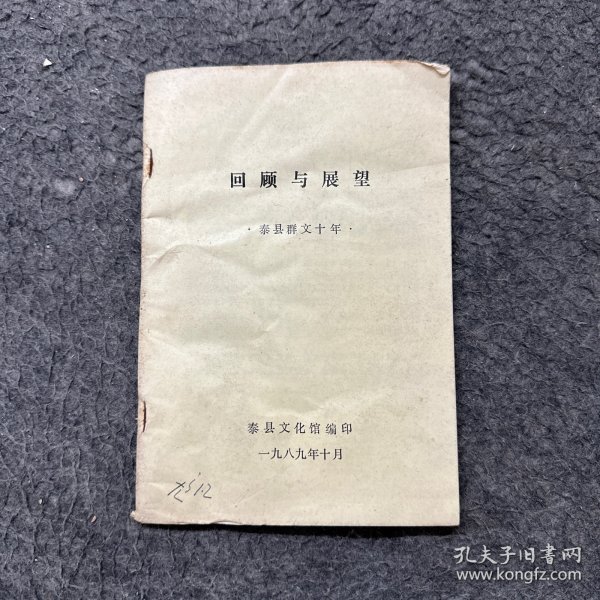 回顾与展望
·泰县群文十年·
泰县文化馆编印
一九八九年十月
孔夫子旧书网
www.kongfz.com